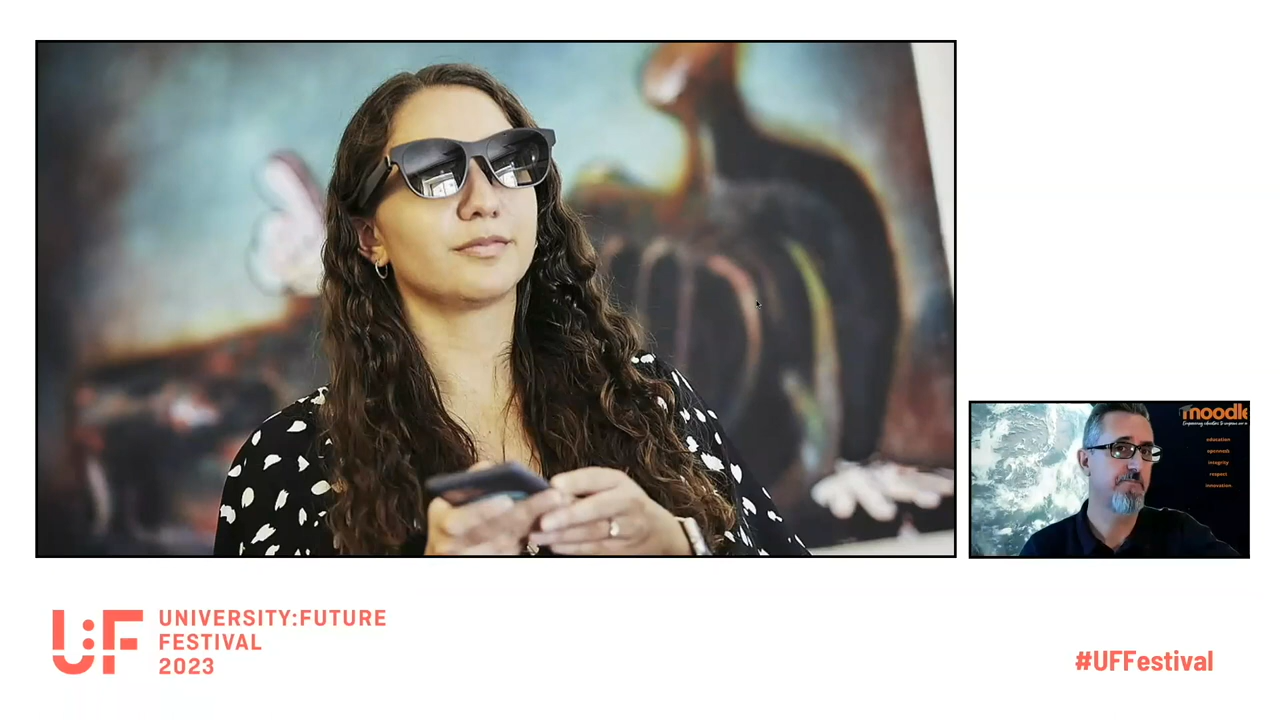 moodle
education
openness
integrity
respect
innovation
U:F
UNIVERSITY:FUTURE
FESTIVAL
2023
#UFFestival